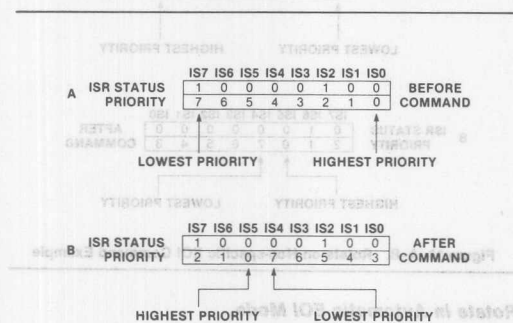 IS7 IS6 IS5 IS4 IS3 IS2 IS1 IS0
A ISR STATUS 1 0 0 0 0 1 0 0 BEFORE
PRIORITY 7 6 5 4 3 2 1 0 COMMAND
LOWEST PRIORITY HIGHEST PRIORITY
IS7 IS6 IS5 IS4 IS3 IS2 IS1 IS0
B ISR STATUS 1 0 0 0 0 1 0 0 AFTER
PRIORITY 2 1 0 7 6 5 4 3 COMMAND
HIGHEST PRIORITY LOWEST PRIORITY